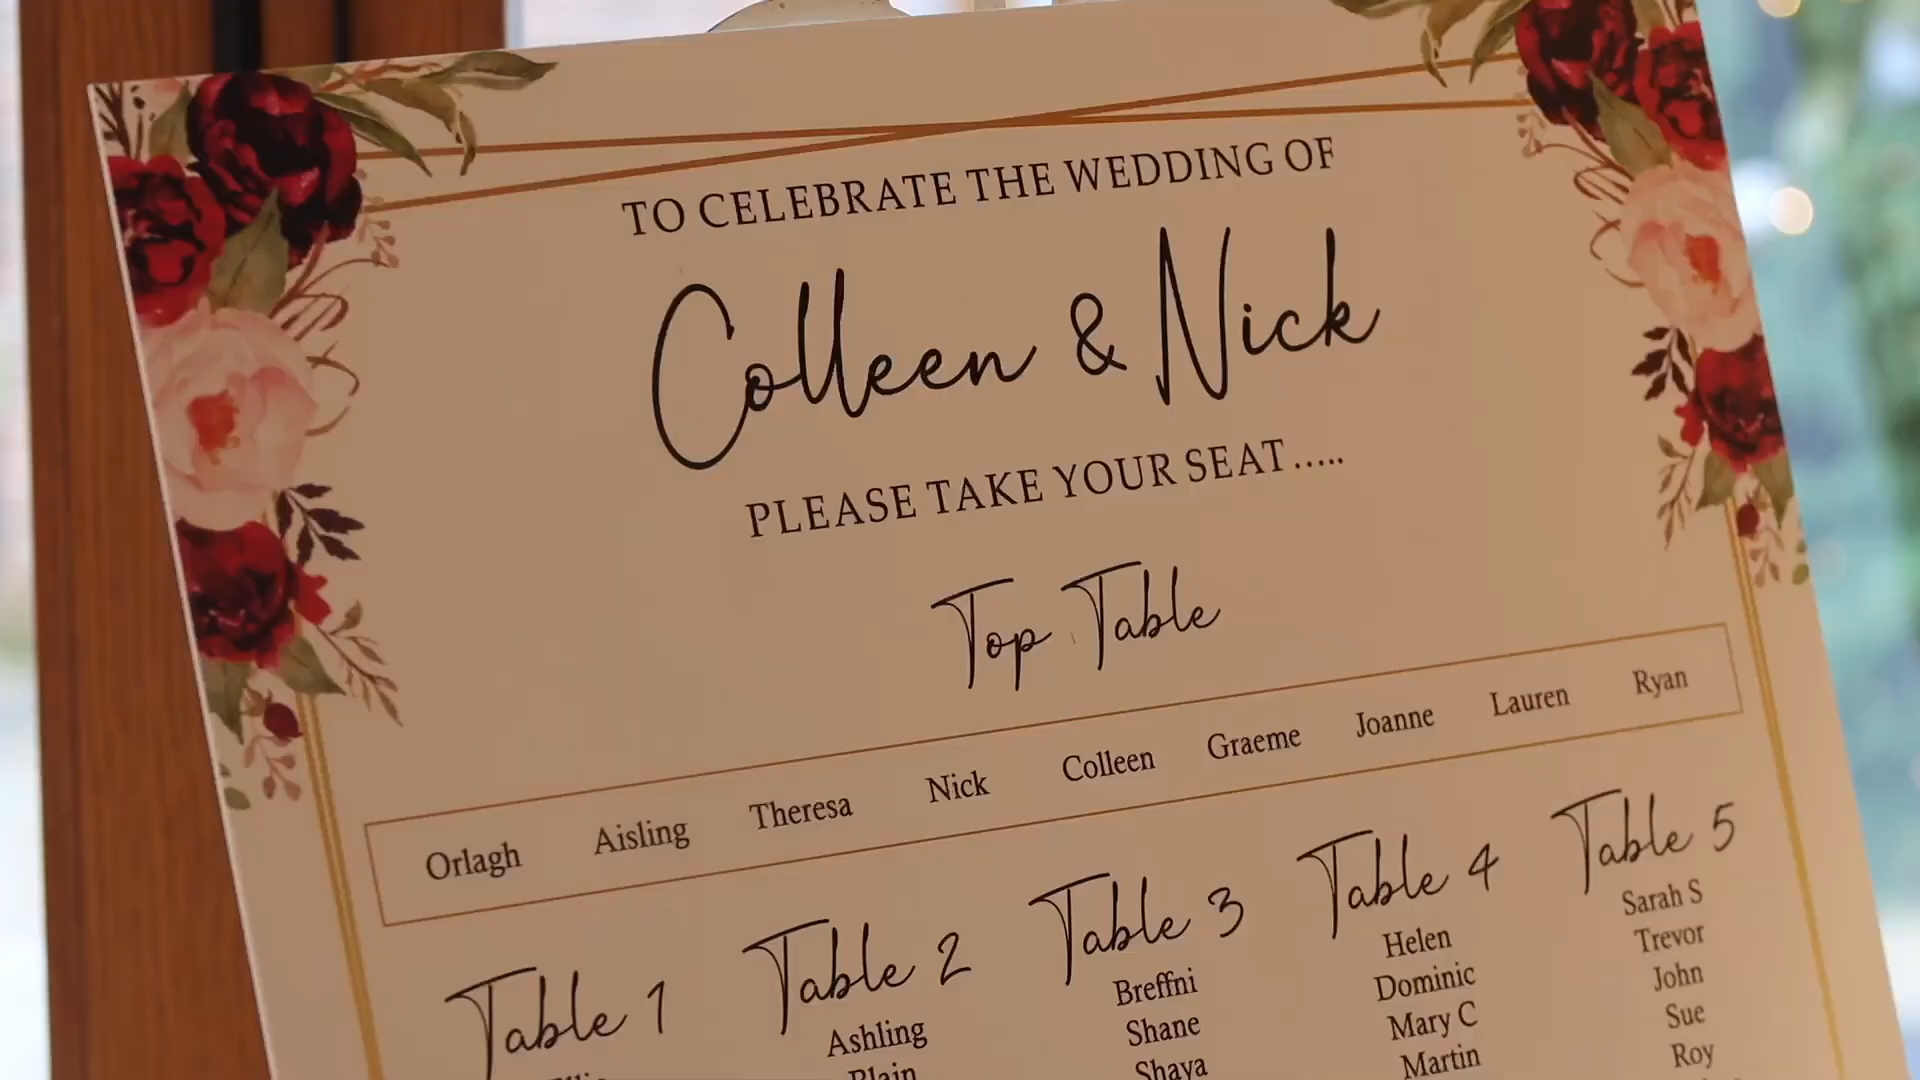 TO CELEBRATE THE WEDDING OF
Colleen & Nick
PLEASE TAKE YOUR SEAT.....
Top Table
Orlagh Aisling Theresa Nick Colleen Graeme Joanne Lauren Ryan
Table 1
Table 2
Ashling
Table 3
Breffni
Shane
Shaya
Table 4
Helen
Dominic
Mary C
Martin
Table 5
Sarah S
Trevor
John
Sue
Roy